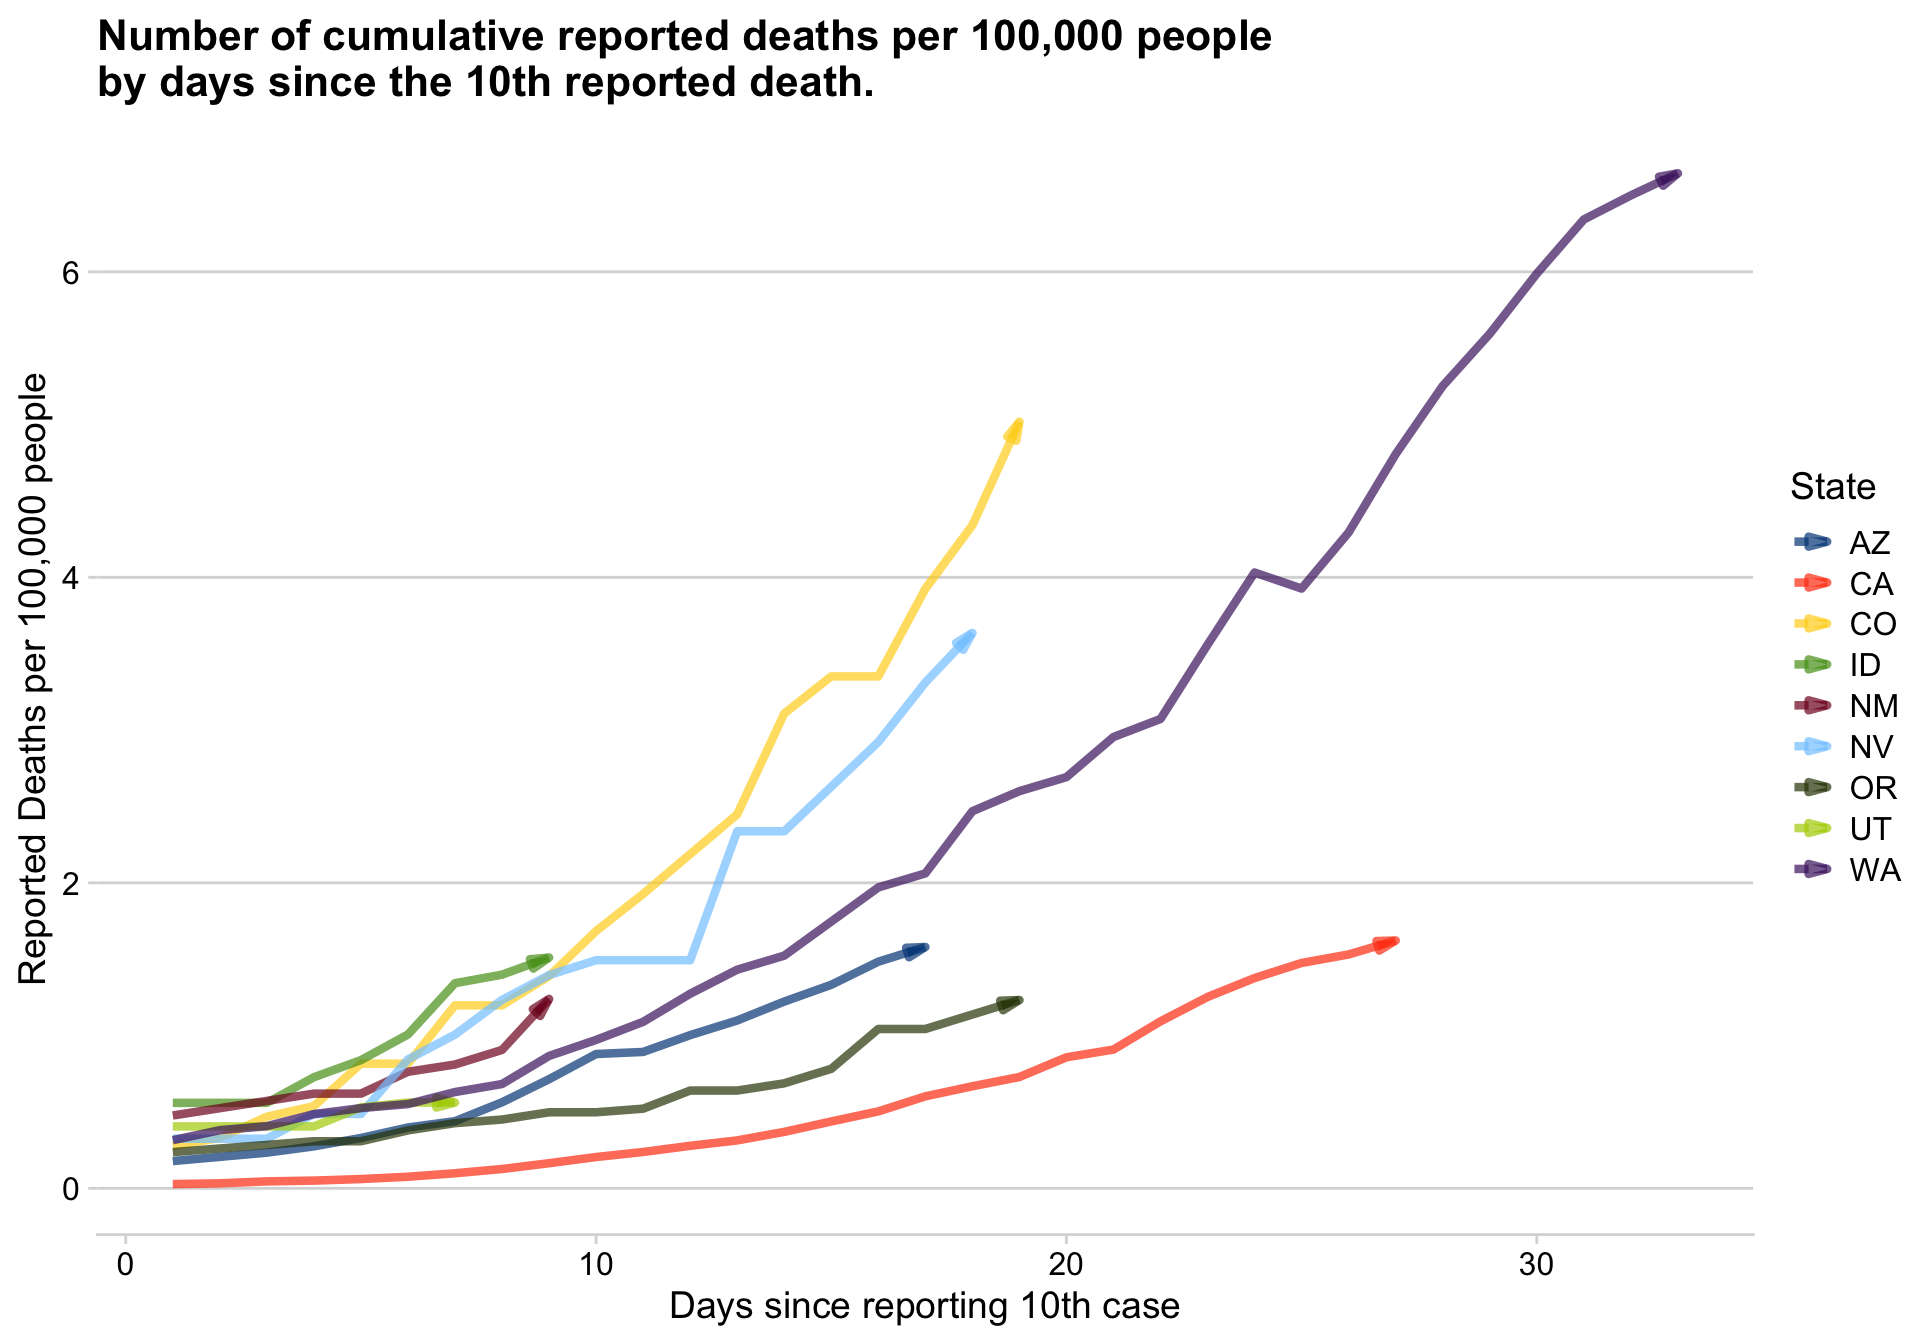 Number of cumulative reported deaths per 100,000 people
by days since the 10th reported death.
Reported Deaths per 100,000 people
6
4
2
0
0
10
20
30
Days since reporting 10th case
State
AZ
CA
CO
ID
NM
NV
OR
UT
WA